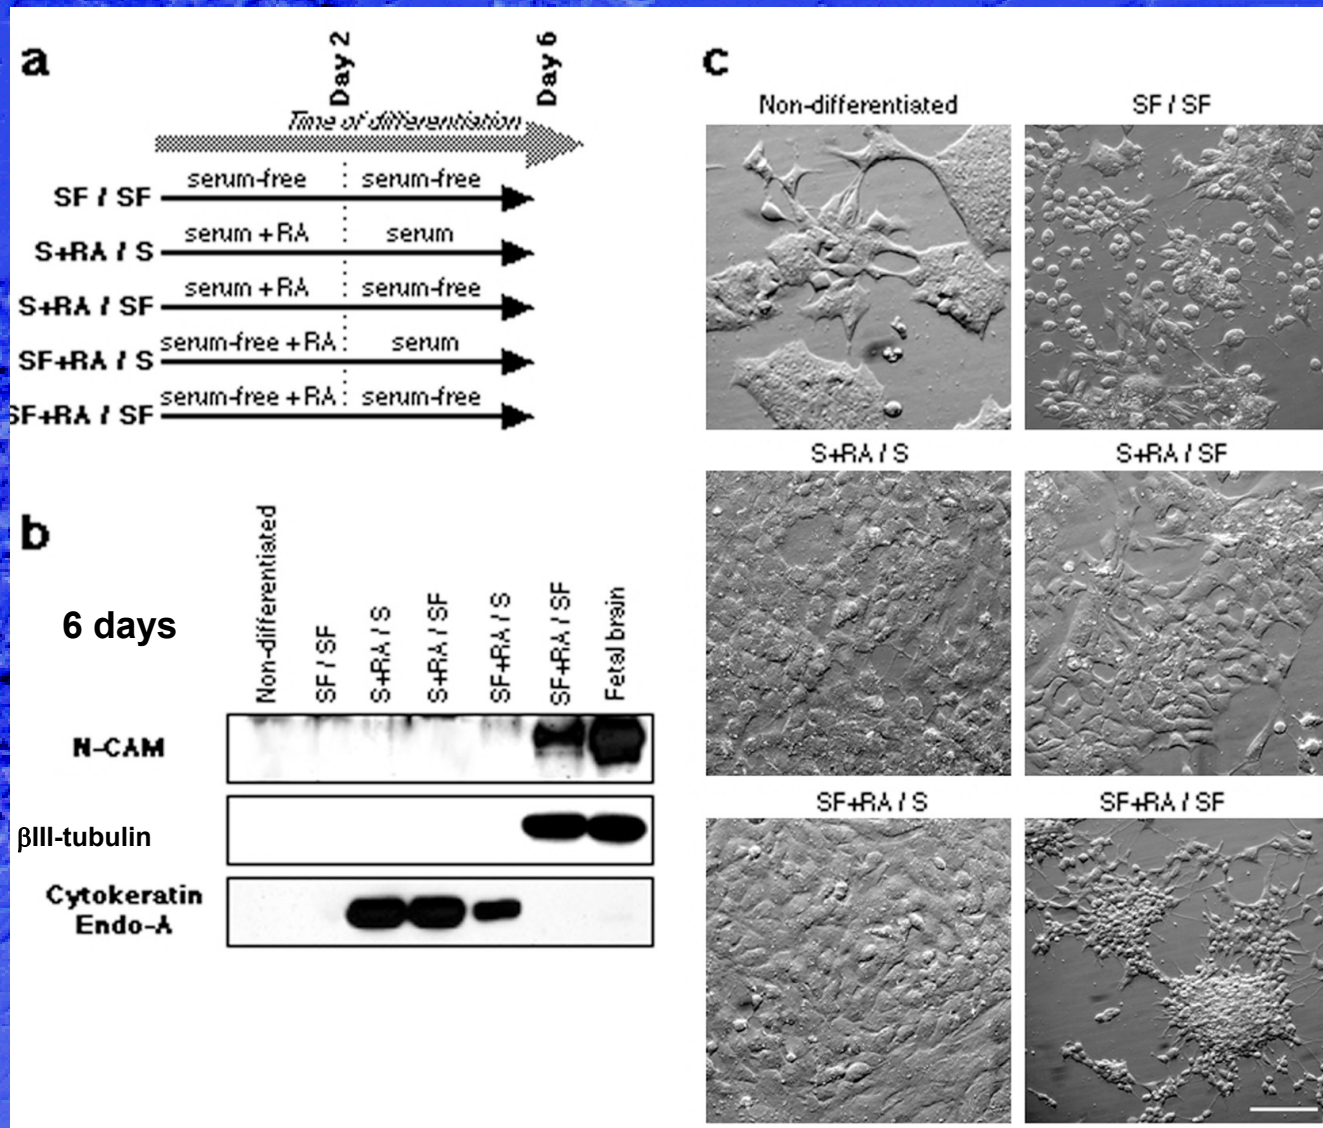 a
Day 2
Day 6
Time of differentiation
SF / SF serum-free serum-free
S+RA / S serum + RA serum
S+RA / SF serum + RA serum-free
SF+RA / S serum-free + RA serum
SF+RA / SF serum-free + RA serum-free
b
6 days
Non-differentiated
SF / SF
S+RA / S
S+RA / SF
SF+RA / S
SF+RA / SF
Fetal brain
N-CAM
βIII-tubulin
Cytokeratin
Endo-A
c
Non-differentiated SF / SF
S+RA / S S+RA / SF
SF+RA / S SF+RA / SF